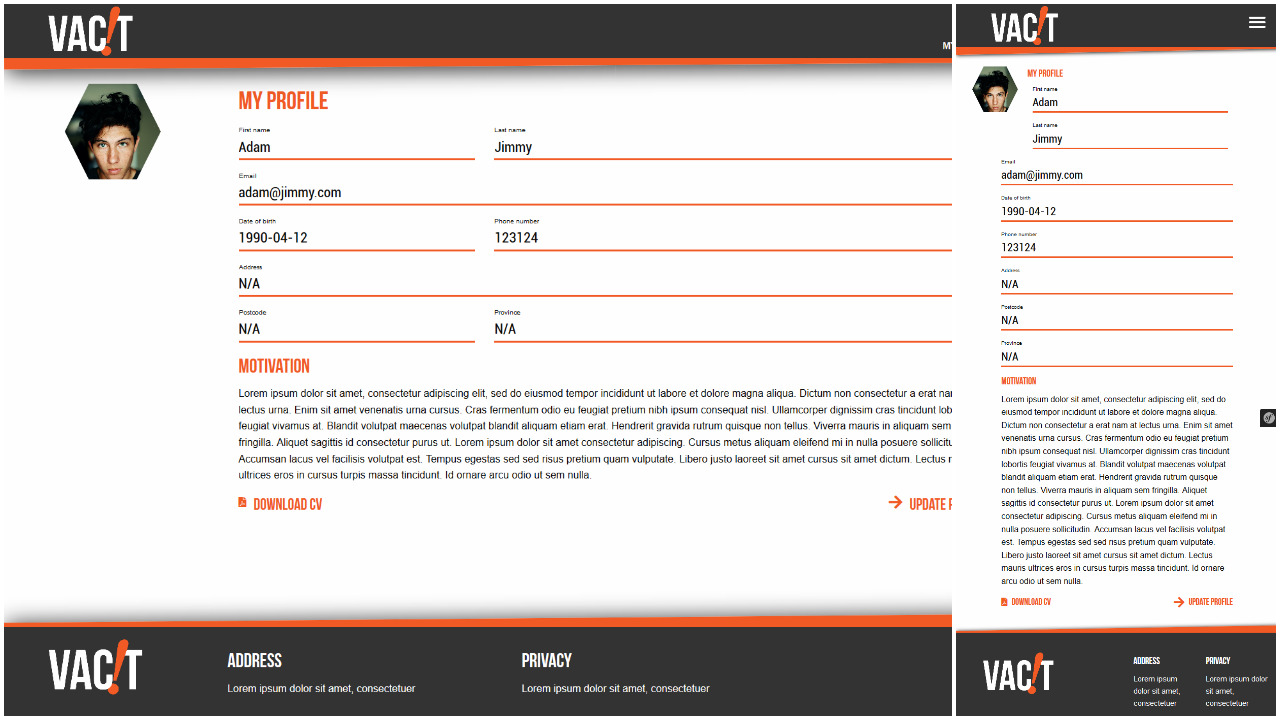 VAC!T
MY PROFILE
First name
Last name
Adam
Jimmy
Email
adam@jimmy.com
Date of birth
Phone number
1990-04-12
123124
Address
N/A
Postcode
Province
N/A
N/A
MOTIVATION
Lorem ipsum dolor sit amet, consectetur adipiscing elit, sed do eiusmod tempor incididunt ut labore et dolore magna aliqua. Dictum non consectetur a erat
lectus urna. Enim sit amet venenatis urna cursus. Cras fermentum odio eu feugiat pretium nibh ipsum consequat nisl. Ullamcorper dignissim cras tincidunt
feugiat vivamus at. Blandit volutpat maecenas volutpat blandit aliquam etiam erat. Hendrerit gravida rutrum quisque non tellus. Viverra mauris in aliquam sem
fringilla. Aliquet sagittis id consectetur purus ut. Lorem ipsum dolor sit amet consectetur adipiscing. Cursus metus aliquam eleifend mi in nulla posuere
Accumsan lacus vel facilisis volutpat est. Tempus egestas sed sed risus pretium quam vulputate. Libero justo laoreet sit amet cursus sit amet dictum. Lectus
ultrices eros in cursus turpis massa tincidunt. Id ornare arcu odio ut sem nulla.
DOWNLOAD CV
UPDATE
VAC!T
ADDRESS
PRIVACY
Lorem ipsum dolor sit amet, consectetuer
Lorem ipsum dolor sit amet, consectetuer
VAC!T
MY PROFILE
First name
Adam
Last name
Jimmy
Email
adam@jimmy.com
Date of birth
1990-04-12
Phone number
123124
Address
N/A
Postcode
N/A
Province
N/A
MOTIVATION
Lorem ipsum dolor sit amet, consectetur adipiscing elit, sed do
eiusmod tempor incididunt ut labore et dolore magna aliqua.
Dictum non consectetur a erat nam at lectus urna. Enim sit amet
venenatis urna cursus. Cras fermentum odio eu feugiat pretium
nibh ipsum consequat nisl. Ullamcorper dignissim cras tincidunt
lobortis feugiat vivamus at. Blandit volutpat maecenas volutpat
blandit aliquam etiam erat. Hendrerit gravida rutrum quisque
non tellus. Viverra mauris in aliquam sem fringilla. Aliquet
sagittis id consectetur purus ut. Lorem ipsum dolor sit amet
consectetur adipiscing. Cursus metus aliquam eleifend mi in
nulla posuere sollicitudin. Accumsan lacus vel facilisis volutpat
est. Tempus egestas sed sed risus pretium quam vulputate.
Libero justo laoreet sit amet cursus sit amet dictum. Lectus
mauris ultrices eros in cursus turpis massa tincidunt. Id ornare
arcu odio ut sem nulla.
DOWNLOAD CV
UPDATE PROFILE
VAC!T
ADDRESS
PRIVACY
Lorem ipsum
dolor sit amet,
consectetuer
Lorem ipsum dolor
sit amet,
consectetuer